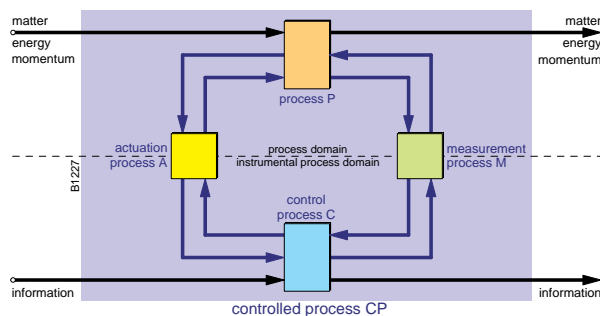 matter
energy
momentum
matter
energy
momentum
process P
actuation
process A
process domain
instrumental process domain
measurement
process M
B1227
control
process C
information
information
controlled process CP